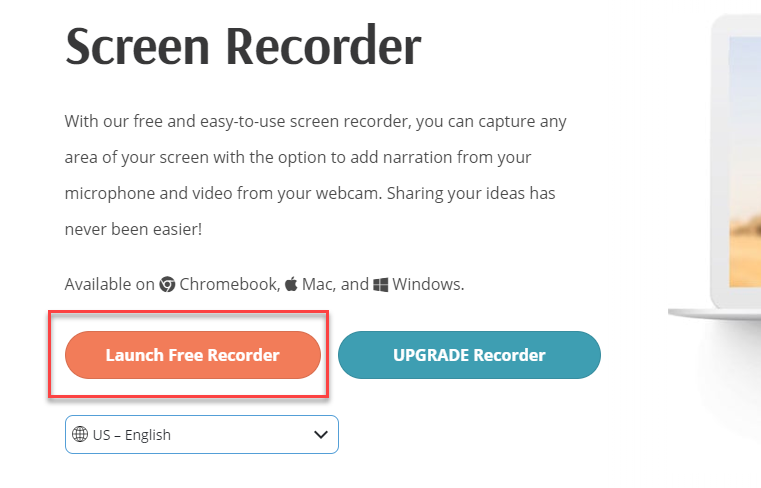 Screen Recorder
With our free and easy-to-use screen recorder, you can capture any
area of your screen with the option to add narration from your
microphone and video from your webcam. Sharing your ideas has
never been easier!
Available on Chromebook, Mac, and Windows.
Launch Free Recorder
UPGRADE Recorder
US – English